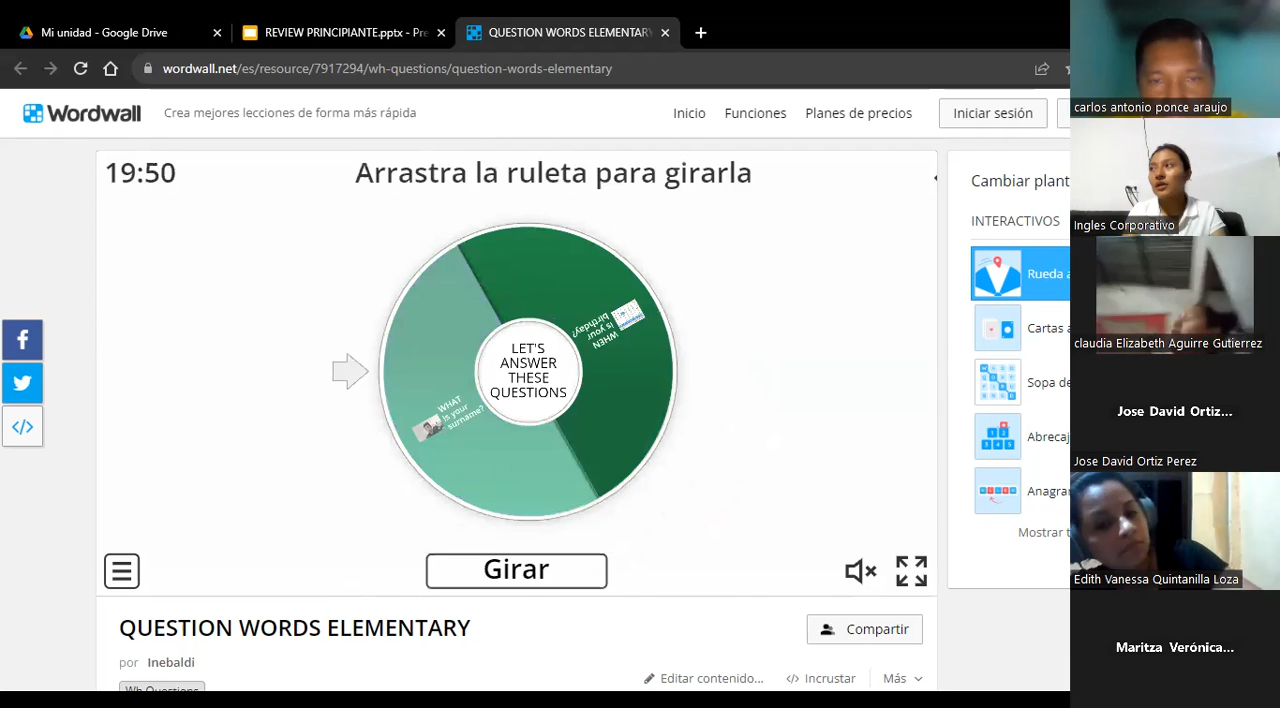 Mi unidad - Google Drive
REVIEW PRINCIPIANTE.pptx - Pre
QUESTION WORDS ELEMENTARY
wordwall.net/es/resource/7917294/wh-questions/question-words-elementary
Wordwall
Crea mejores lecciones de forma más rápida
Inicio
Funciones
Planes de precios
Iniciar sesión
19:50
Arrastra la ruleta para girarla
WHEN
is your
birthday?
LET'S
ANSWER
THESE
QUESTIONS
WHAT
is your
surname?
Girar
Cambiar plant
INTERACTIVOS
Rueda a
Cartas a
Sopa de
Abrecaj
Anagra
Mostrar t
QUESTION WORDS ELEMENTARY
Compartir
por Inebaldi
Editar contenido...
Incrustar
Más
Wh Questions
carlos antonio ponce araujo
Ingles Corporativo
claudia Elizabeth Aguirre Gutierrez
Jose David Ortiz...
Jose David Ortiz Perez
Edith Vanessa Quintanilla Loza
Maritza Verónica...